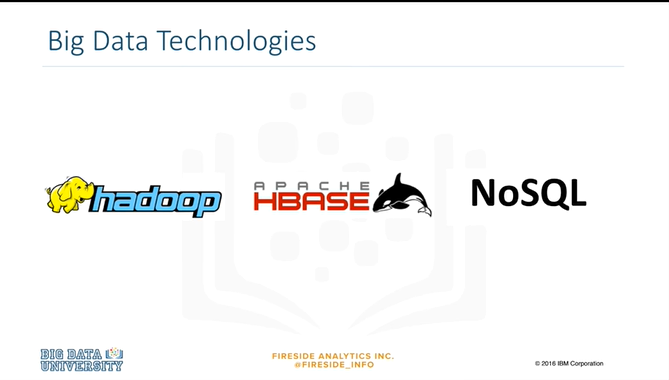 Big Data Technologies
hadoop
APACHE
HBASE
NoSQL
BIG DATA
UNIVERSITY
FIRESIDE ANALYTICS INC.
@FIRESIDE_INFO
© 2016 IBM Corporation